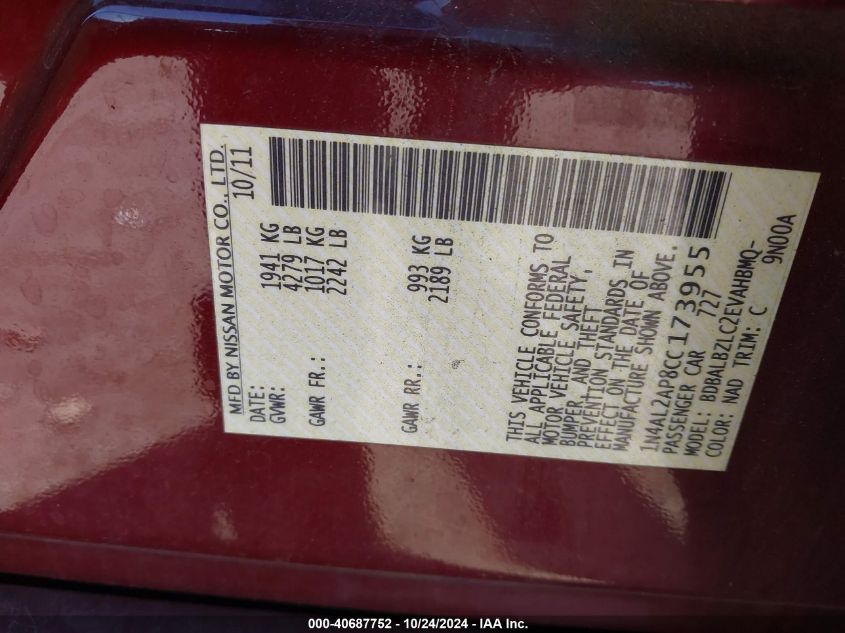 MFD BY NISSAN MOTOR CO., LTD.
DATE: 10/11
GVWR: 1941 KG
4279 LB
GAWR FR.: 1017 KG
2242 LB
GAWR RR.: 993 KG
2189 LB
THIS VEHICLE CONFORMS TO
ALL APPLICABLE FEDERAL
MOTOR VEHICLE SAFETY,
BUMPER, AND THEFT
PREVENTION STANDARDS IN
EFFECT ON THE DATE OF
MANUFACTURE SHOWN ABOVE.
1N4AL2AP8CC173955
PASSENGER CAR 727
MODEL: BDBALBZLC2EVAHBMQ-
COLOR: NAD TRIM: C 9N00A
000-40687752 - 10/24/2024 - IAA Inc.